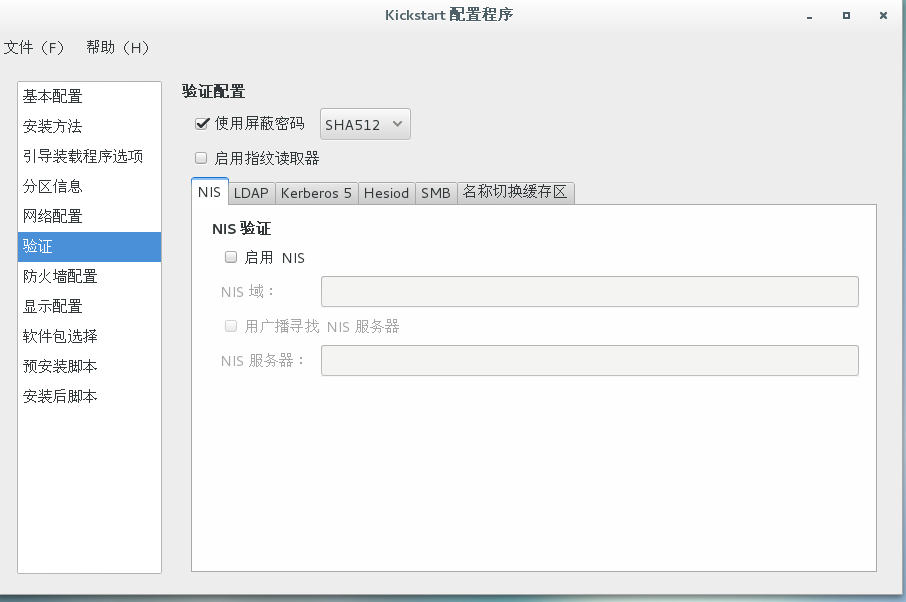 Kickstart 配置程序
文件（F） 帮助（H）
基本配置
安装方法
引导装载程序选项
分区信息
网络配置
验证
防火墙配置
显示配置
软件包选择
预安装脚本
安装后脚本
验证配置
使用屏蔽密码 SHA512
启用指纹读取器
NIS LDAP Kerberos 5 Hesiod SMB 名称切换缓存区
NIS 验证
启用 NIS
NIS 域：
用广播寻找 NIS 服务器
NIS 服务器：